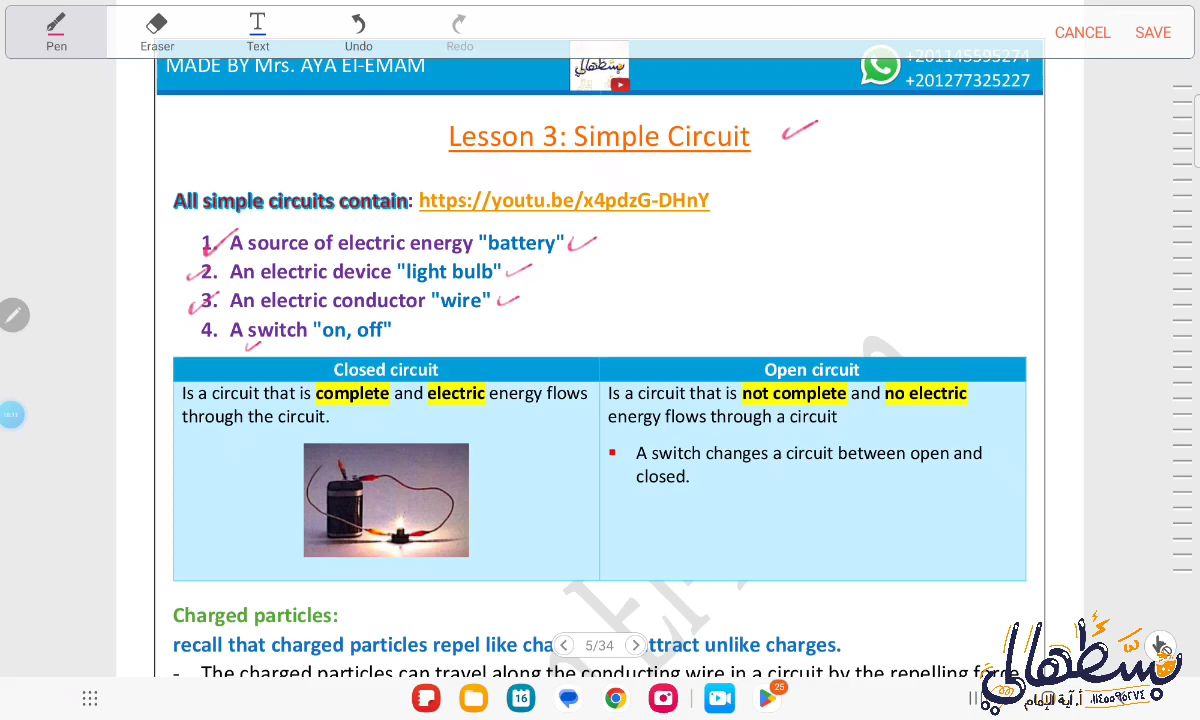 Pen
Eraser
Text
Undo
Redo
CANCEL
SAVE
MADE BY Mrs. AYA El-EMAM
+201145595274
+201277325227
Lesson 3: Simple Circuit
All simple circuits contain: https://youtu.be/x4pdzG-DHnY
1. A source of electric energy "battery"
2. An electric device "light bulb"
3. An electric conductor "wire"
4. A switch "on, off"
Closed circuit
Is a circuit that is complete and electric energy flows
through the circuit.
Open circuit
Is a circuit that is not complete and no electric
energy flows through a circuit
▪ A switch changes a circuit between open and
closed.
Charged particles:
recall that charged particles repel like cha ttract unlike charges.
5/34
- The charged particles can travel along the conducting wire in a circuit by the repelling force
16
25
بسطهالي
أ. آية الإمام ٠١١٤٥٥٩٥٢٧٤